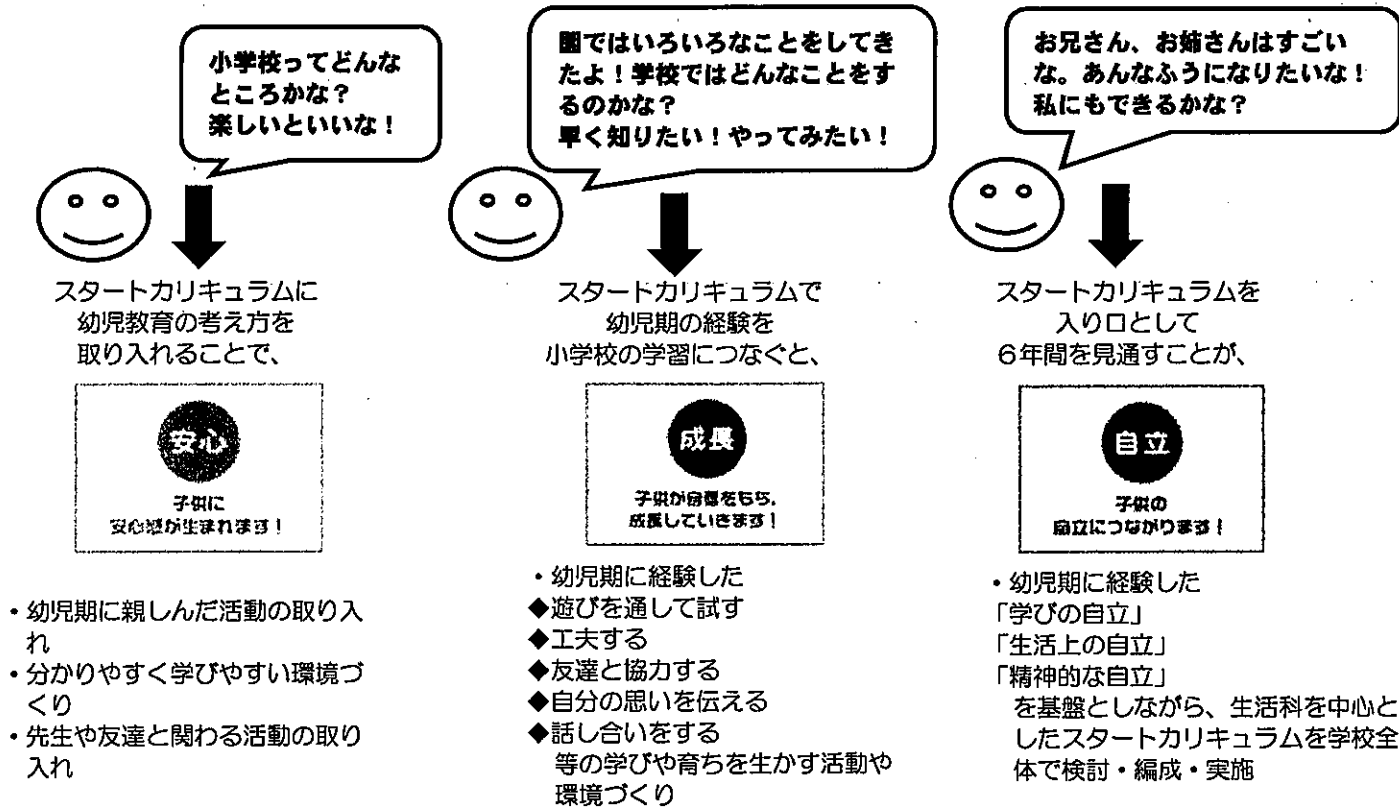 小学校ってどんな
ところかな？
楽しいといいな！
スタートカリキュラムに
幼児教育の考え方を
取り入れることで、
安心
子供に
安心感が生まれます！
・幼児期に親しんだ活動の取り入
れ
・分かりやすく学びやすい環境づ
くり
・先生や友達と関わる活動の取り
入れ
園ではいろいろなことをしてき
たよ！学校ではどんなことをす
るのかな？
早く知りたい！やってみたい！
スタートカリキュラムで
幼児期の経験を
小学校の学習につなぐと、
成長
子供が自信をもち、
成長していきます！
・幼児期に経験した
◆遊びを通して試す
◆工夫する
◆友達と協力する
◆自分の思いを伝える
◆話し合いをする
等の学びや育ちを生かす活動や
環境づくり
お兄さん、お姉さんはすごい
な。あんなふうになりたいな！
私にもできるかな？
スタートカリキュラムを
入り口として
６年間を見通すことが、
自立
子供の
自立につながります！
・幼児期に経験した
「学びの自立」
「生活上の自立」
「精神的な自立」
を基盤としながら、生活科を中心と
したスタートカリキュラムを学校全
体で検討・編成・実施